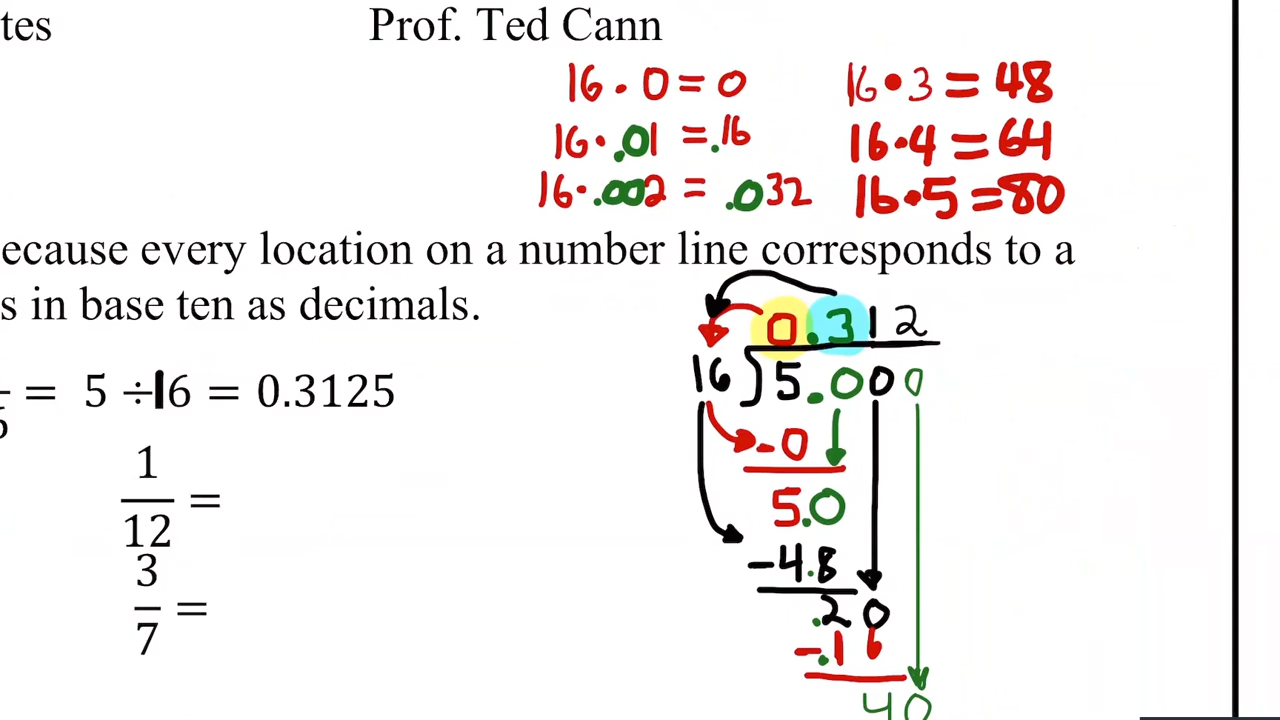 tes Prof. Ted Cann
16 · 0 = 0 16 • 3 = 48
16 · .01 = .16 16 • 4 = 64
16 · .002 = .032 16 • 5 = 80
ecause every location on a number line corresponds to a
s in base ten as decimals.
0.312
16 5.000
= 5 ÷16 = 0.3125
-0
1
12
=
5.0
-4.8
3
7
=
.20
-.16
40